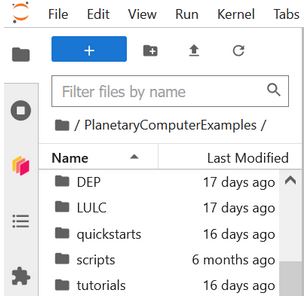 File Edit View Run Kernel Tabs
Filter files by name
/ PlanetaryComputerExamples /
Name Last Modified
DEP 17 days ago
LULC 17 days ago
quickstarts 16 days ago
scripts 6 months ago
tutorials 16 days ago